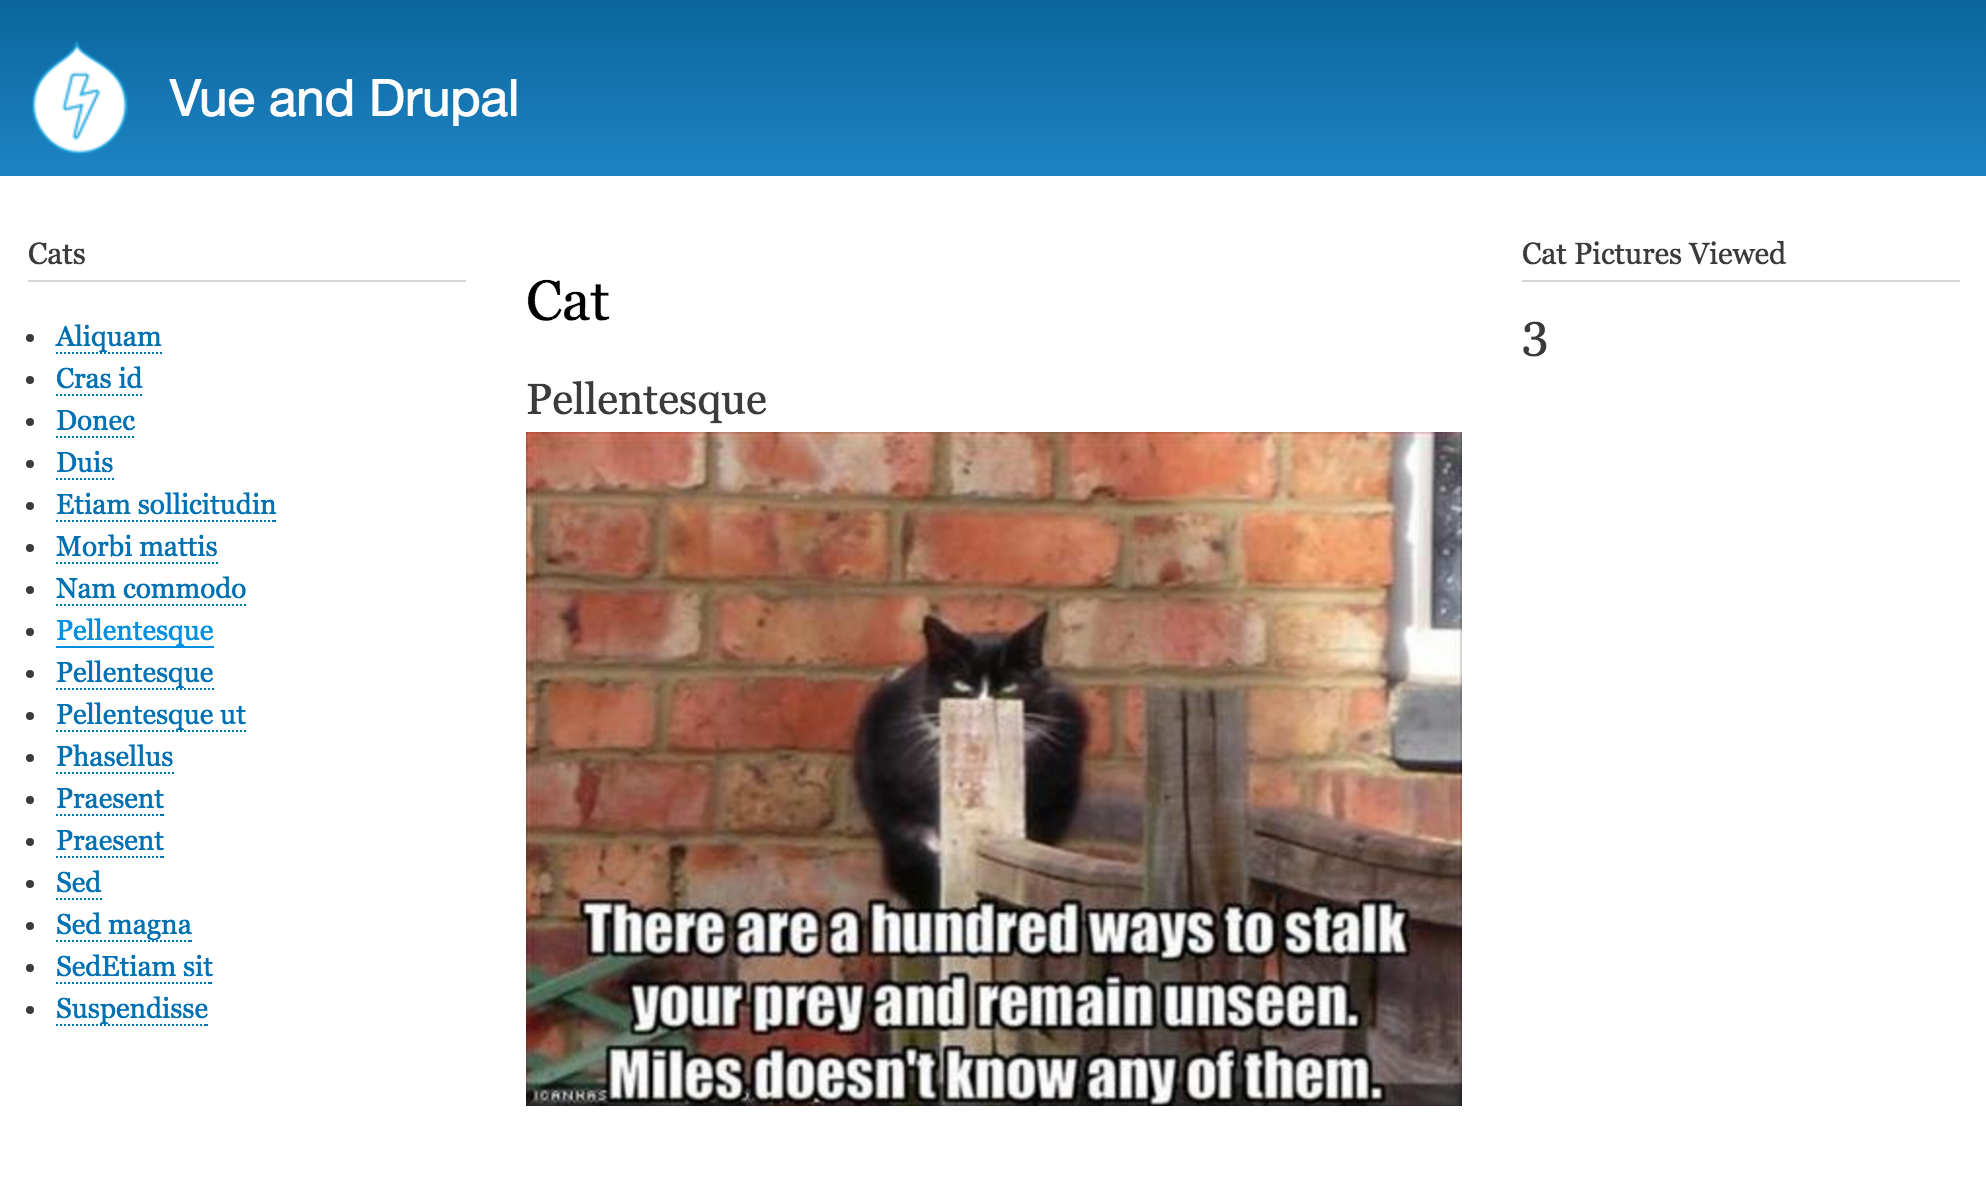 Vue and Drupal
Cats
Aliquam
Cras id
Donec
Duis
Etiam sollicitudin
Morbi mattis
Nam commodo
Pellentesque
Pellentesque
Pellentesque ut
Phasellus
Praesent
Praesent
Sed
Sed magna
SedEtiam sit
Suspendisse
Cat
Pellentesque
There are a hundred ways to stalk
your prey and remain unseen.
Miles doesn't know any of them.
Cat Pictures Viewed
3